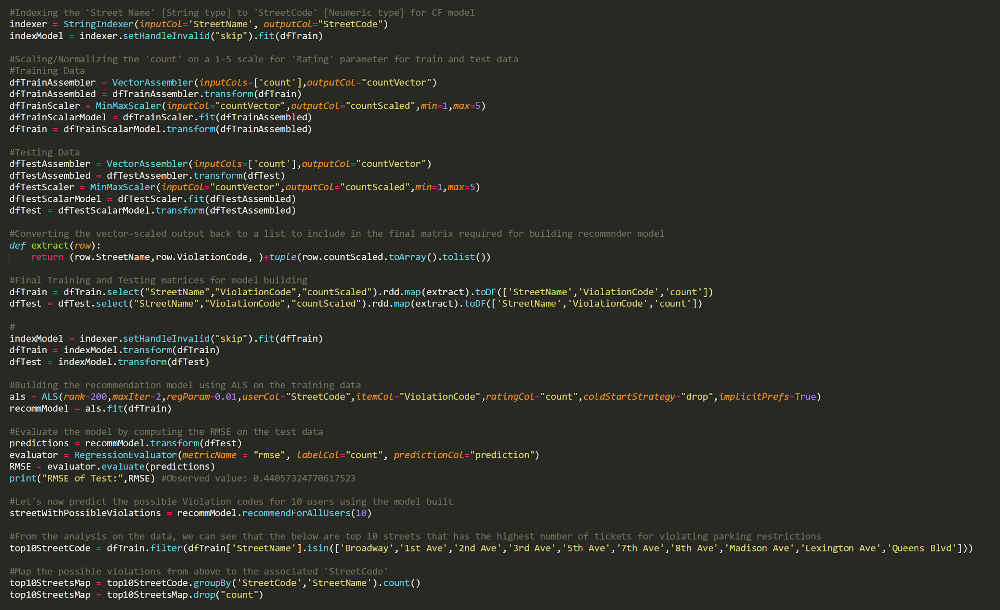 #Indexing the 'Street Name' [String type] to 'StreetCode' [Neumeric type] for CF model
indexer = StringIndexer(inputCol='StreetName', outputCol="StreetCode")
indexModel = indexer.setHandleInvalid("skip").fit(dfTrain)

#Scaling/Normalizing the 'count' on a 1-5 scale for 'Rating' parameter for train and test data
#Training Data
dfTrainAssembler = VectorAssembler(inputCols=['count'],outputCol="countVector")
dfTrainAssembled = dfTrainAssembler.transform(dfTrain)
dfTrainScaler = MinMaxScaler(inputCol="countVector",outputCol="countScaled",min=1,max=5)
dfTrainScalarModel = dfTrainScaler.fit(dfTrainAssembled)
dfTrain = dfTrainScalarModel.transform(dfTrainAssembled)

#Testing Data
dfTestAssembler = VectorAssembler(inputCols=['count'],outputCol="countVector")
dfTestAssembled = dfTestAssembler.transform(dfTest)
dfTestScaler = MinMaxScaler(inputCol="countVector",outputCol="countScaled",min=1,max=5)
dfTestScalarModel = dfTestScaler.fit(dfTestAssembled)
dfTest = dfTestScalarModel.transform(dfTestAssembled)

#Converting the vector-scaled output back to a list to include in the final matrix required for building recommnder model
def extract(row):
    return (row.StreetName,row.ViolationCode, )+tuple(row.countScaled.toArray().tolist())

#Final Training and Testing matrices for model building
dfTrain = dfTrain.select("StreetName","ViolationCode","countScaled").rdd.map(extract).toDF(['StreetName','ViolationCode','count'])
dfTest = dfTest.select("StreetName","ViolationCode","countScaled").rdd.map(extract).toDF(['StreetName','ViolationCode','count'])

#
indexModel = indexer.setHandleInvalid("skip").fit(dfTrain)
dfTrain = indexModel.transform(dfTrain)
dfTest = indexModel.transform(dfTest)

#Building the recommendation model using ALS on the training data
als = ALS(rank=200,maxIter=2,regParam=0.01,userCol="StreetCode",itemCol="ViolationCode",ratingCol="count",coldStartStrategy="drop",implicitPrefs=True)
recommModel = als.fit(dfTrain)

#Evaluate the model by computing the RMSE on the test data
predictions = recommModel.transform(dfTest)
evaluator = RegressionEvaluator(metricName = "rmse", labelCol="count", predictionCol="prediction")
RMSE = evaluator.evaluate(predictions)
print("RMSE of Test:",RMSE) #Observed value: 0.44057324770617523

#Let's now predict the possible Violation codes for 10 users using the model built
streetWithPossibleViolations = recommModel.recommendForAllUsers(10)

#From the analysis on the data, we can see that the below are top 10 streets that has the highest number of tickets for violating parking restrictions
top10StreetCode = dfTrain.filter(dfTrain['StreetName'].isin(['Broadway','1st Ave','2nd Ave','3rd Ave','5th Ave','7th Ave','8th Ave','Madison Ave','Lexington Ave','Queens Blvd']))

#Map the possible violations from above to the associated 'StreetCode'
top10StreetsMap = top10StreetCode.groupBy('StreetCode','StreetName').count()
top10StreetsMap = top10StreetsMap.drop("count")